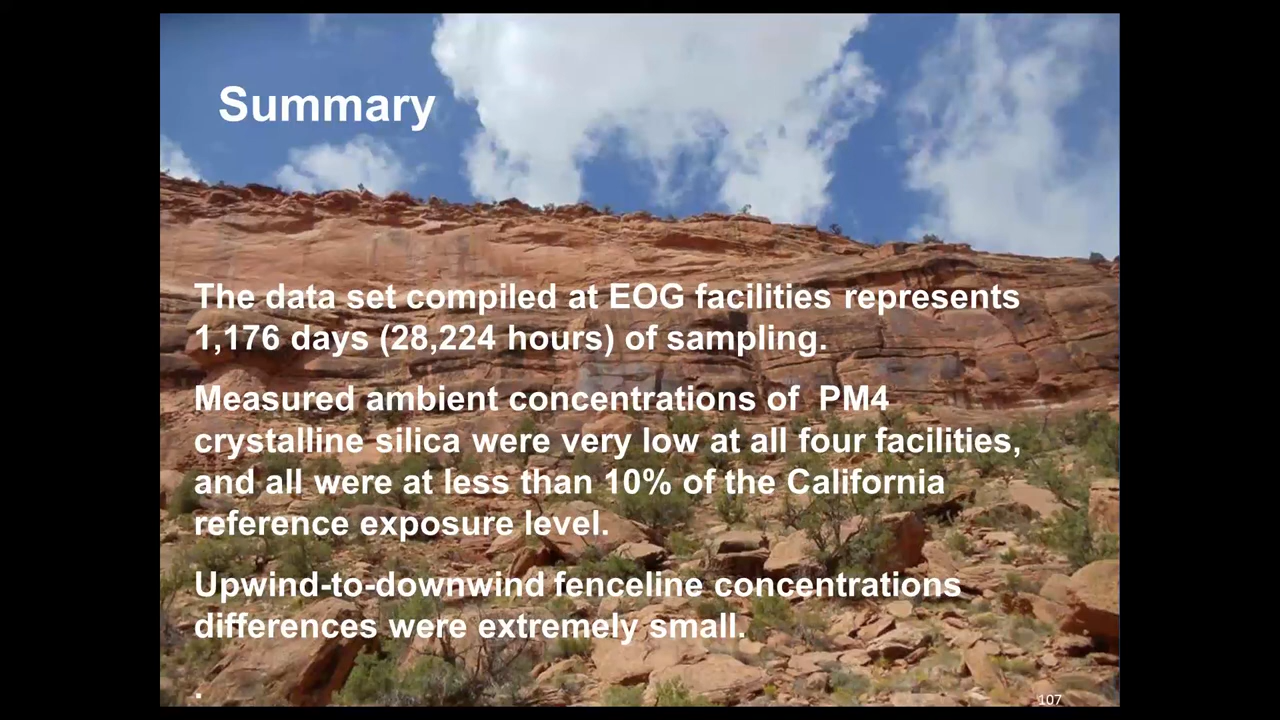 Summary
The data set compiled at EOG facilities represents
1,176 days (28,224 hours) of sampling.
Measured ambient concentrations of  PM4
crystalline silica were very low at all four facilities,
and all were at less than 10% of the California
reference exposure level.
Upwind-to-downwind fenceline concentrations
differences were extremely small.
.
107